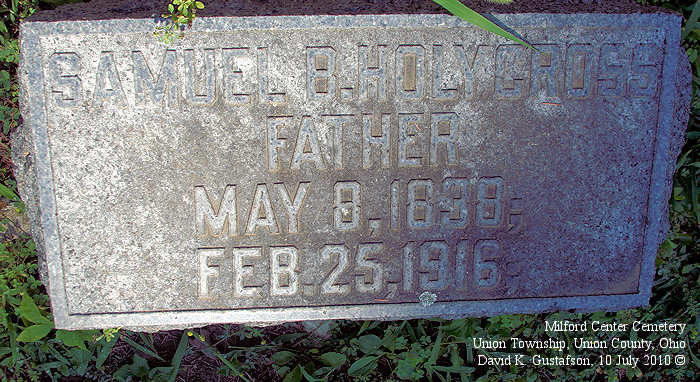 SAMUEL B. HOLYCROSS
FATHER
MAY 8, 1838;
FEB. 25, 1916
Milford Center Cemetery
Union Township, Union County, Ohio
David K. Gustafson, 10 July 2010 ©